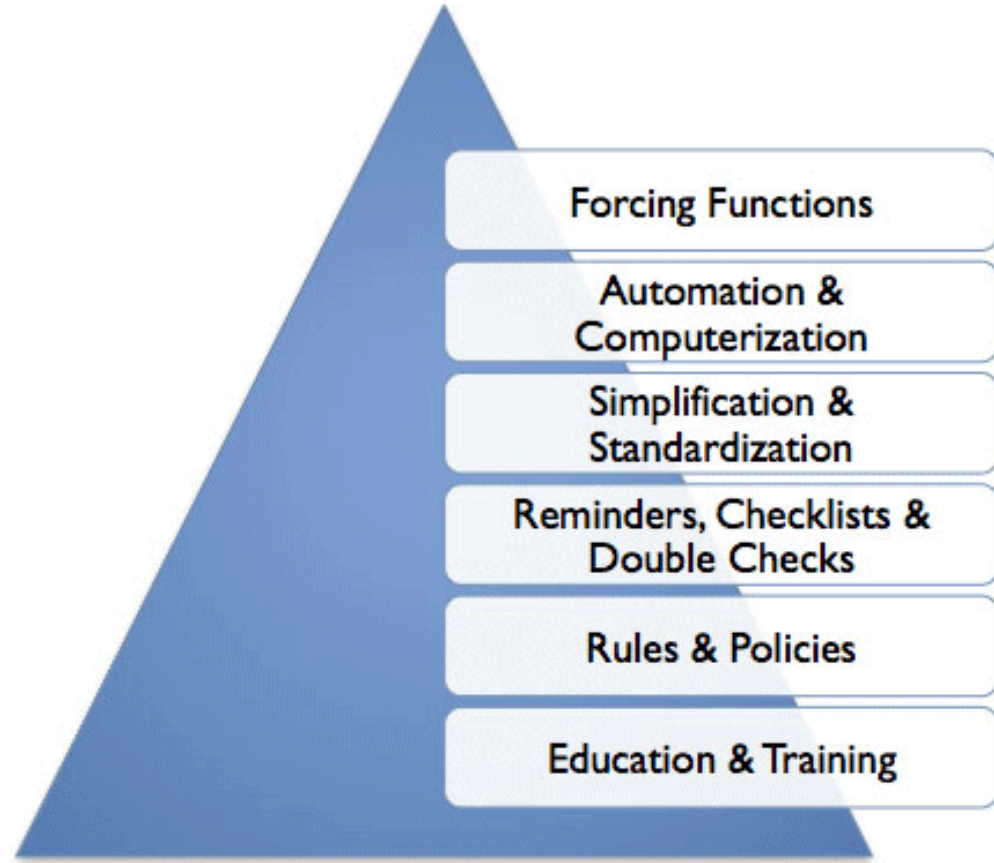 Forcing Functions
Automation &
Computerization
Simplification &
Standardization
Reminders, Checklists &
Double Checks
Rules & Policies
Education & Training